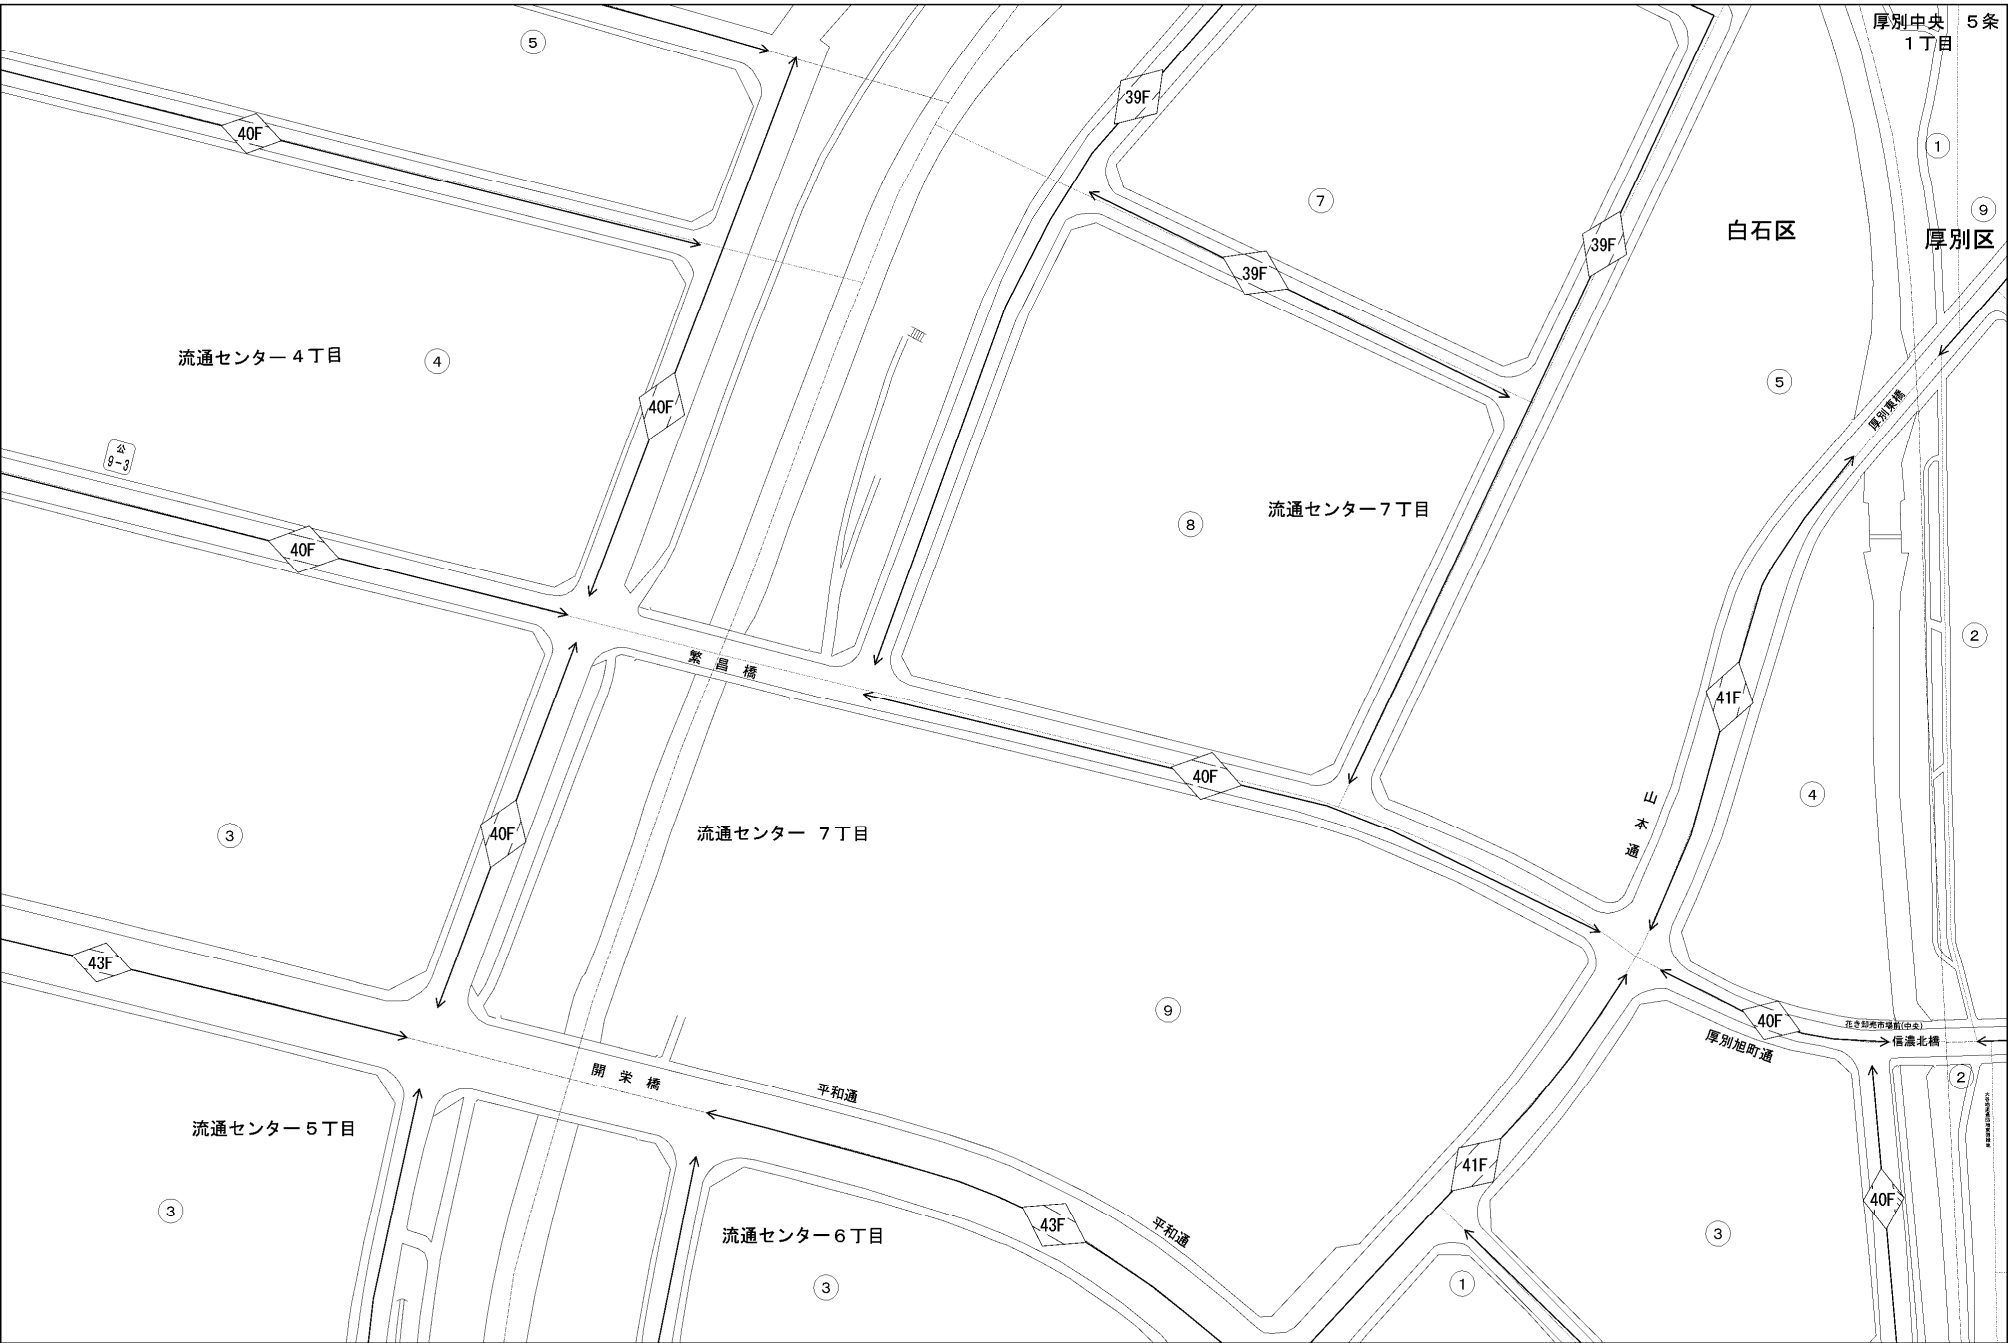 厚別中央 5条
1丁目
⑤
39F
40F
①
⑦
⑨
白石区
厚別区
39F
39F
流通センター4丁目
④
⑤
40F
厚別東橋
公
9-3
流通センター7丁目
⑧
40F
②
繁昌橋
41F
40F
④
山本通
③
40F
流通センター 7丁目
43F
⑨
40F
花き卸売市場前(中央)
信濃北橋
厚別旭町通
開栄橋
平和通
②
流通センター5丁目
41F
40F
③
43F
平和通
流通センター6丁目
③
③
①